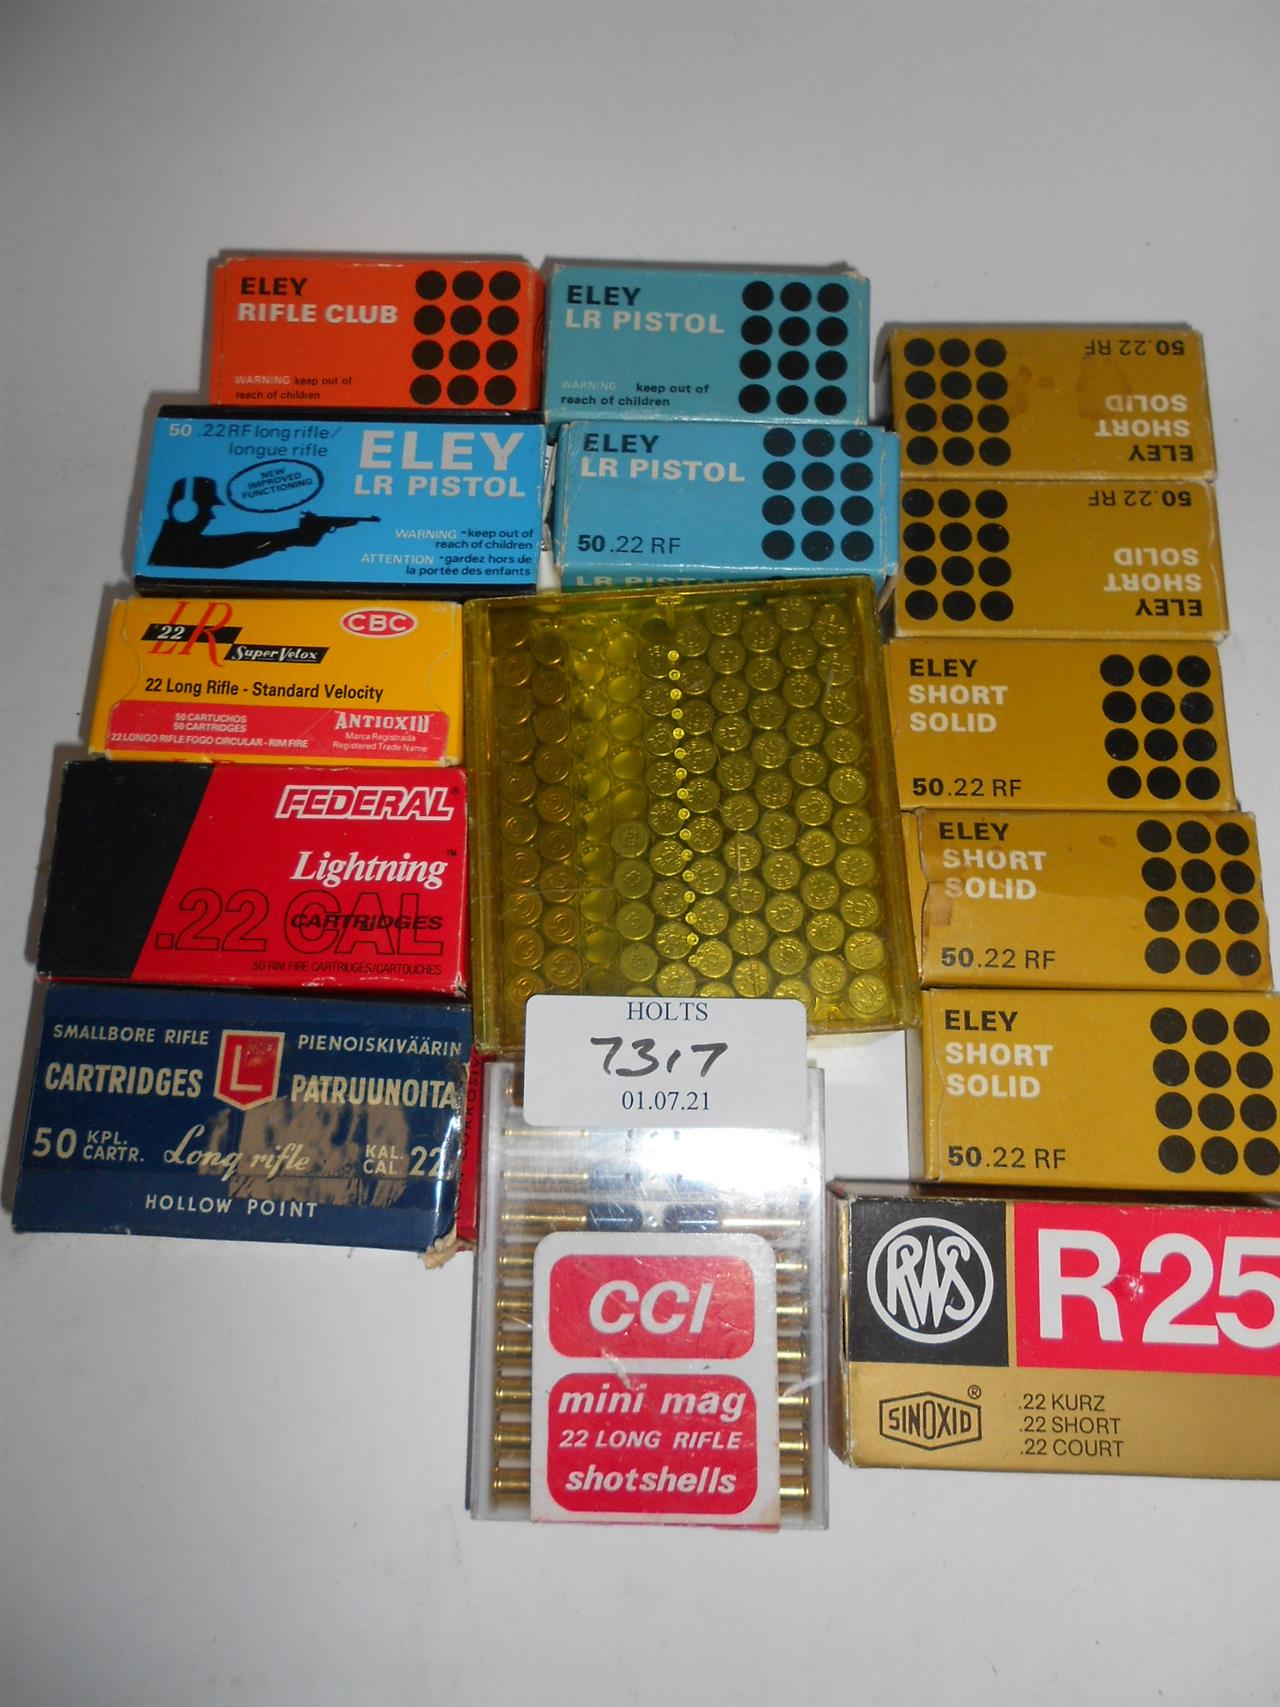 ELEY
RIFLE CLUB
WARNING keep out of
reach of children
ELEY
LR PISTOL
WARNING keep out of
reach of children
50 .22 RF long rifle/
longue rifle
NEW
IMPROVED
FUNCTIONING
ELEY
LR PISTOL
WARNING - keep out of
reach of children
ATTENTION - gardez hors de
la portée des enfants
ELEY
LR PISTOL
50 .22 RF
LR PISTOL
22 LR
Super Velox
CBC
22 Long Rifle - Standard Velocity
50 CARTUCHOS
50 CARTRIDGES
22 LONGO RIFLE FOGO CIRCULAR - RIM FIRE
ANTIOXID
Marca Registrada
Registered Trade Name
FEDERAL®
Lightning™
.22 CAL
CARTRIDGES
50 RIM FIRE CARTRIDGES/CARTOUCHES
SMALLBORE RIFLE
CARTRIDGES
L
PIENOISKIVÄÄRIN
PATRUUNOITA
50 KPL.
CARTR.
Long rifle
KAL.
CAL. 22
HOLLOW POINT
HOLTS
7317
01.07.21
CCI
mini mag
22 LONG RIFLE
shotshells
ELEY
SHORT
SOLID
50 .22 RF
ELEY
SHORT
SOLID
50 .22 RF
ELEY
SHORT
SOLID
50 .22 RF
ELEY
SHORT
SOLID
50 .22 RF
ELEY
SHORT
SOLID
50 .22 RF
RWS
R 25
SINOXID ®
.22 KURZ
.22 SHORT
.22 COURT